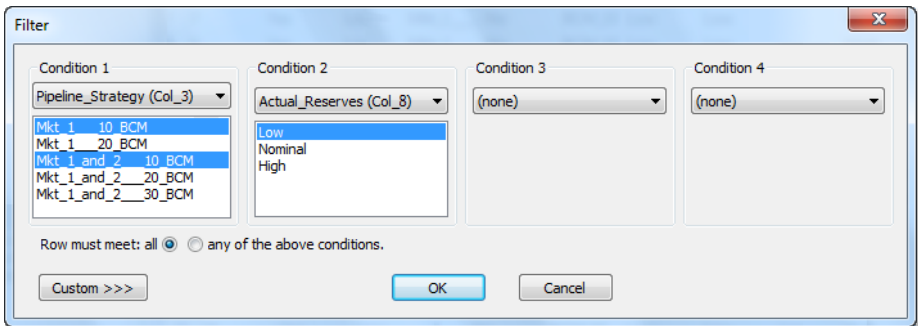 Filter
X
Condition 1
Condition 2
Condition 3
Condition 4
Pipeline_Strategy (Col_3)
Actual_Reserves (Col_8)
(none)
(none)
Mkt_1___10_BCM
Mkt_1___20_BCM
Mkt_1_and_2___10_BCM
Mkt_1_and_2___20_BCM
Mkt_1_and_2___30_BCM
Low
Nominal
High
Row must meet: all any of the above conditions.
Custom >>>
OK
Cancel